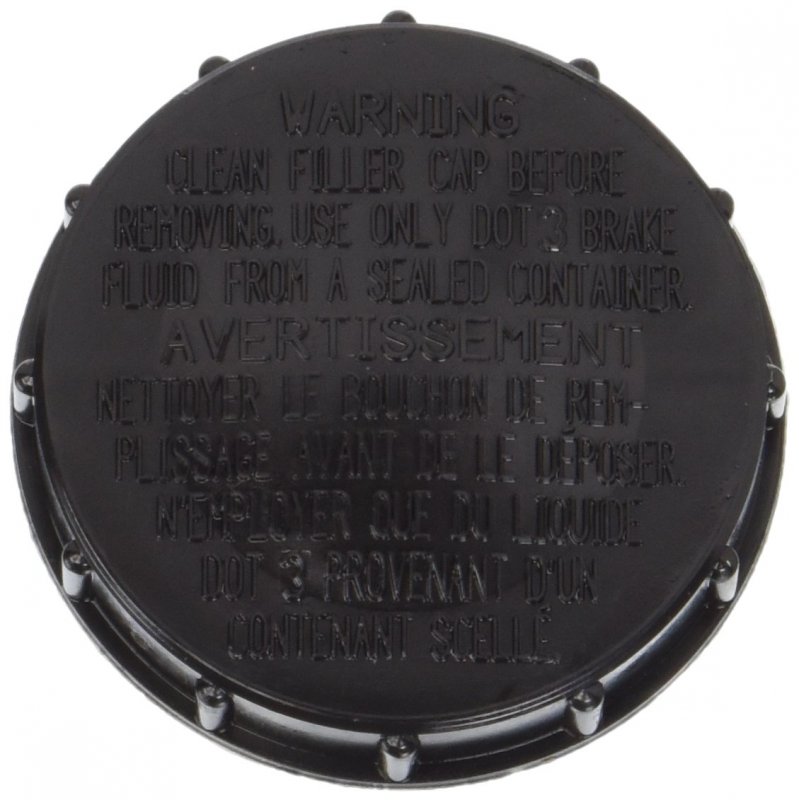 WARNING
CLEAN FILLER CAP BEFORE
REMOVING. USE ONLY DOT 3 BRAKE
FLUID FROM A SEALED CONTAINER.
AVERTISSEMENT
NETTOYER LE BOUCHON DE REM-
PLISSAGE AVANT DE LE DÉPOSER.
N'EMPLOYER QUE DU LIQUIDE
DOT 3 PROVENANT D'UN
CONTENANT SCELLÉ.